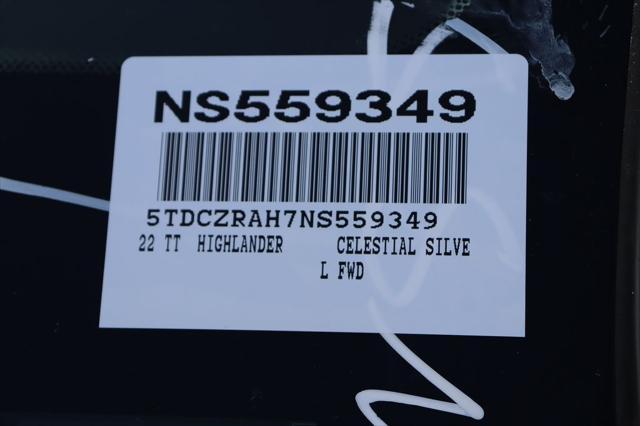 NS559349
5TDCZRAH7NS559349
22 TT HIGHLANDER CELESTIAL SILVE
L FWD